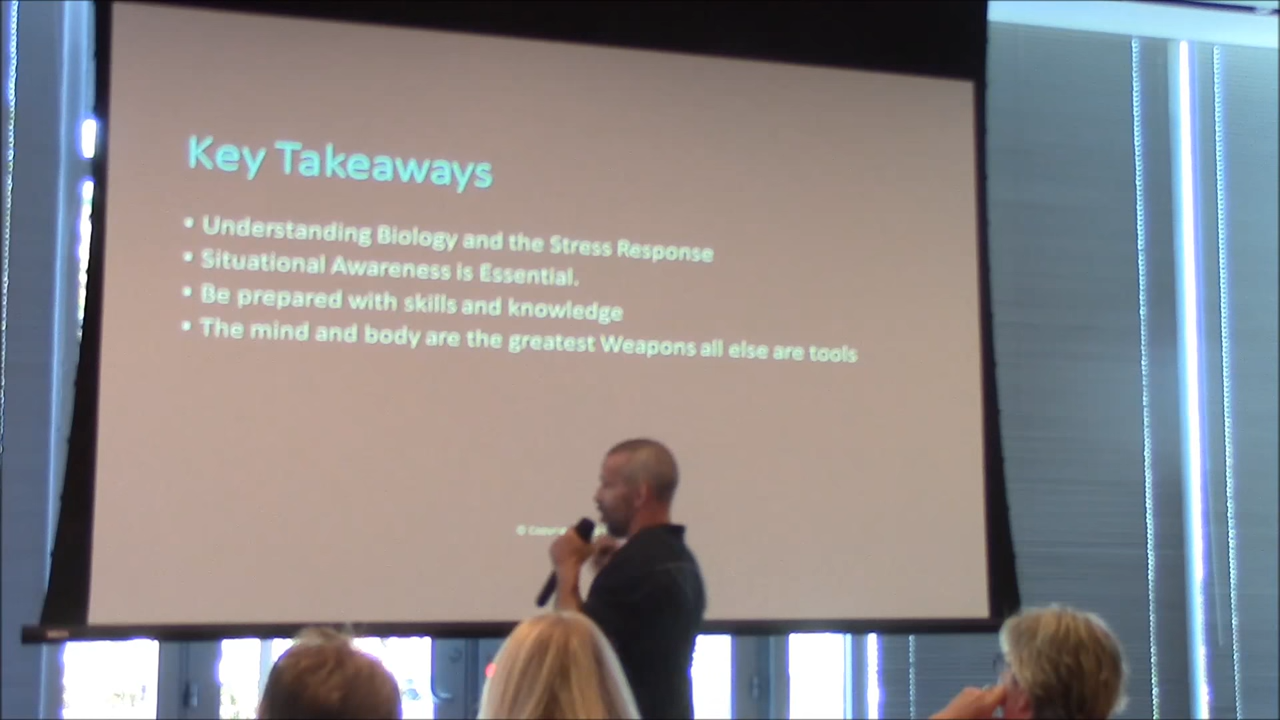 Key Takeaways
• Understanding Biology and the Stress Response
• Situational Awareness is Essential.
• Be prepared with skills and knowledge
• The mind and body are the greatest Weapons all else are tools
©